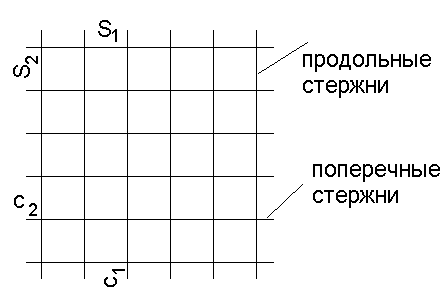 S1
S2
продольные
стержни
поперечные
стержни
c2
c1